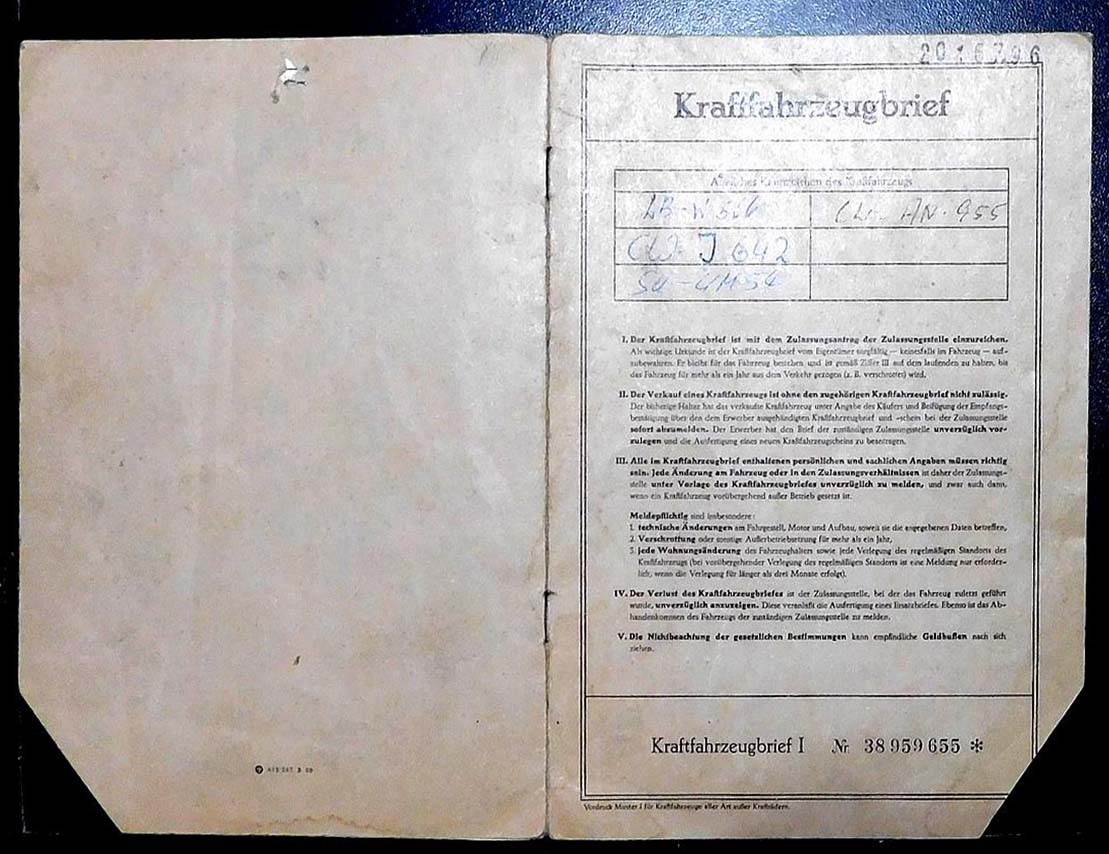 Kraftfahrzeugbrief
Amtliches Kennzeichen des Kraftfahrzeugs
CW-J 642
AN-955
I. Der Kraftfahrzeugbrief ist mit dem Zulassungsantrag der Zulassungsstelle einzureichen.
Als wichtige Urkunde ist der Kraftfahrzeugbrief vom Eigentümer sorgfältig — keinesfalls im Fahrzeug — auf-
zubewahren. Er bleibt für das Fahrzeug bestehen und ist gemäß Ziffer III auf dem laufenden zu halten, bis
das Fahrzeug für mehr als ein Jahr aus dem Verkehr gezogen (z. B. verschrottet) wird.
II. Der Verkauf eines Kraftfahrzeugs ist ohne den zugehörigen Kraftfahrzeugbrief nicht zulässig.
Der bisherige Halter hat das verkaufte Kraftfahrzeug unter Angabe des Käufers und Beifügung der Empfangs-
bestätigung über den dem Erwerber ausgehändigten Kraftfahrzeugbrief und -schein bei der Zulassungsstelle
sofort abzumelden. Der Erwerber hat den Brief der zuständigen Zulassungsstelle unverzüglich vor-
zulegen und die Ausfertigung eines neuen Kraftfahrzeugscheins zu beantragen.
III. Alle im Kraftfahrzeugbrief enthaltenen persönlichen und sachlichen Angaben müssen richtig
sein. Jede Änderung am Fahrzeug oder in den Zulassungsverhältnissen ist daher der Zulassungs-
stelle unter Vorlage des Kraftfahrzeugbriefes unverzüglich zu melden, und zwar auch dann,
wenn ein Kraftfahrzeug vorübergehend außer Betrieb gesetzt ist.
Meldepflichtig sind insbesondere:
1. technische Änderungen am Fahrgestell, Motor und Aufbau, soweit sie die angegebenen Daten betreffen,
2. Verschrottung oder sonstige Außerbetriebsetzung für mehr als ein Jahr,
3. jede Wohnungsänderung des Fahrzeughalters sowie jede Verlegung des regelmäßigen Standorts des
Kraftfahrzeugs (bei vorübergehender Verlegung des regelmäßigen Standorts ist eine Meldung nur erforder-
lich, wenn die Verlegung für länger als drei Monate erfolgt).
IV. Der Verlust des Kraftfahrzeugbriefes ist der Zulassungsstelle, bei der das Fahrzeug zuletzt geführt
wurde, unverzüglich anzuzeigen. Diese veranlaßt die Ausfertigung eines Ersatzbriefes. Ebenso ist das Ab-
handenkommen des Fahrzeugs der zuständigen Zulassungsstelle zu melden.
V. Die Nichtbeachtung der gesetzlichen Bestimmungen kann empfindliche Geldbußen nach sich
ziehen.
Kraftfahrzeugbrief I Nr. 38 959 655 *
Vordruck Muster I für Kraftfahrzeuge aller Art außer Krafträdern.